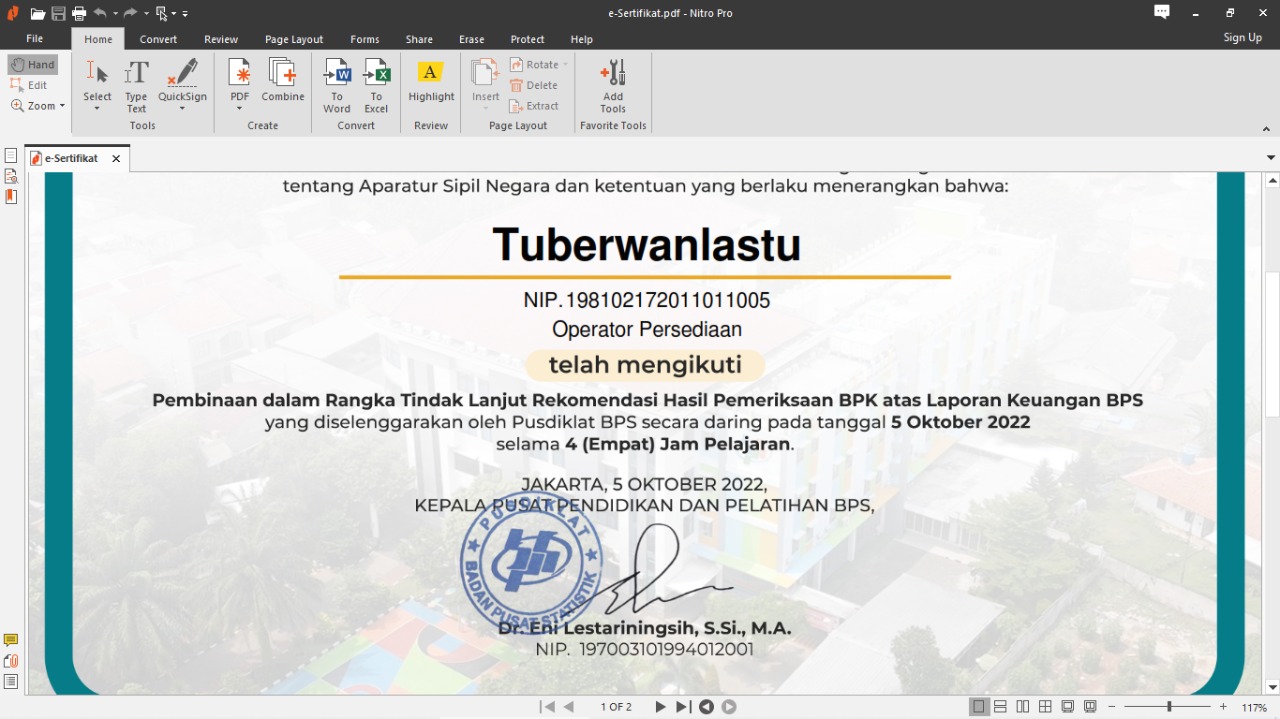 e-Sertifikat.pdf - Nitro Pro
File Home Convert Review Page Layout Forms Share Erase Protect Help Sign Up
Hand
Edit
Zoom
Select
Type Text
QuickSign
Tools
PDF
Combine
Create
To Word
To Excel
Convert
Highlight
Review
Insert
Rotate
Delete
Extract
Page Layout
Add Tools
Favorite Tools
e-Sertifikat
tentang Aparatur Sipil Negara dan ketentuan yang berlaku menerangkan bahwa:
Tuberwanlastu
NIP. 198102172011011005
Operator Persediaan
telah mengikuti
Pembinaan dalam Rangka Tindak Lanjut Rekomendasi Hasil Pemeriksaan BPK atas Laporan Keuangan BPS
yang diselenggarakan oleh Pusdiklat BPS secara daring pada tanggal 5 Oktober 2022
selama 4 (Empat) Jam Pelajaran.
JAKARTA, 5 OKTOBER 2022,
KEPALA PUSAT PENDIDIKAN DAN PELATIHAN BPS,
PUSDIKLAT
BADAN PUSAT STATISTIK
Dr. Eni Lestariningsih, S.Si., M.A.
NIP. 197003101994012001
1 OF 2
117%